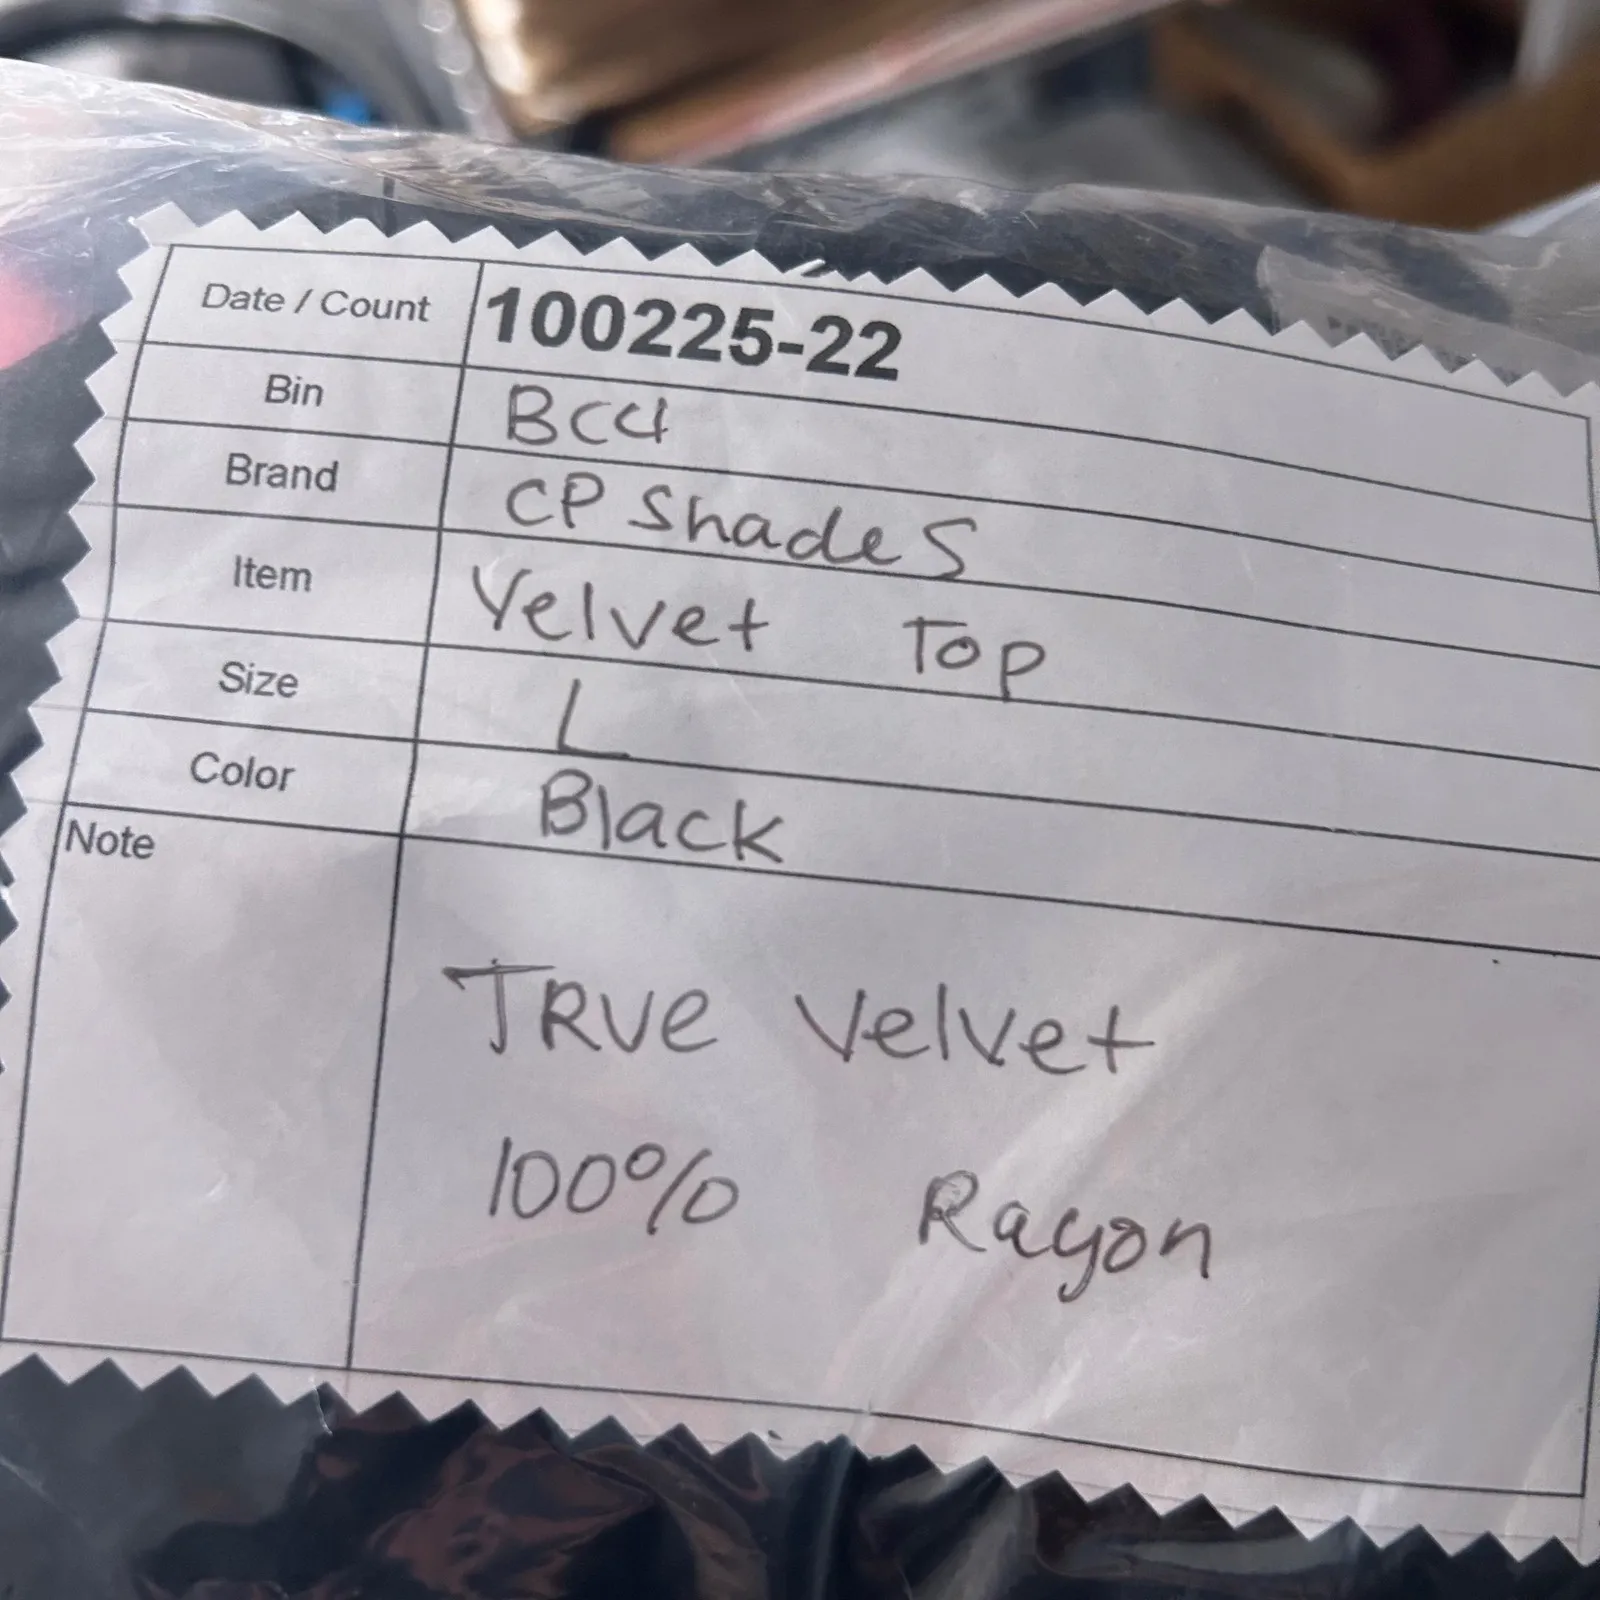 Date / Count 100225-22
Bin BC4
Brand CP Shades
Item Velvet Top
Size L
Color Black
Note
TRUe Velvet
100% Rayon